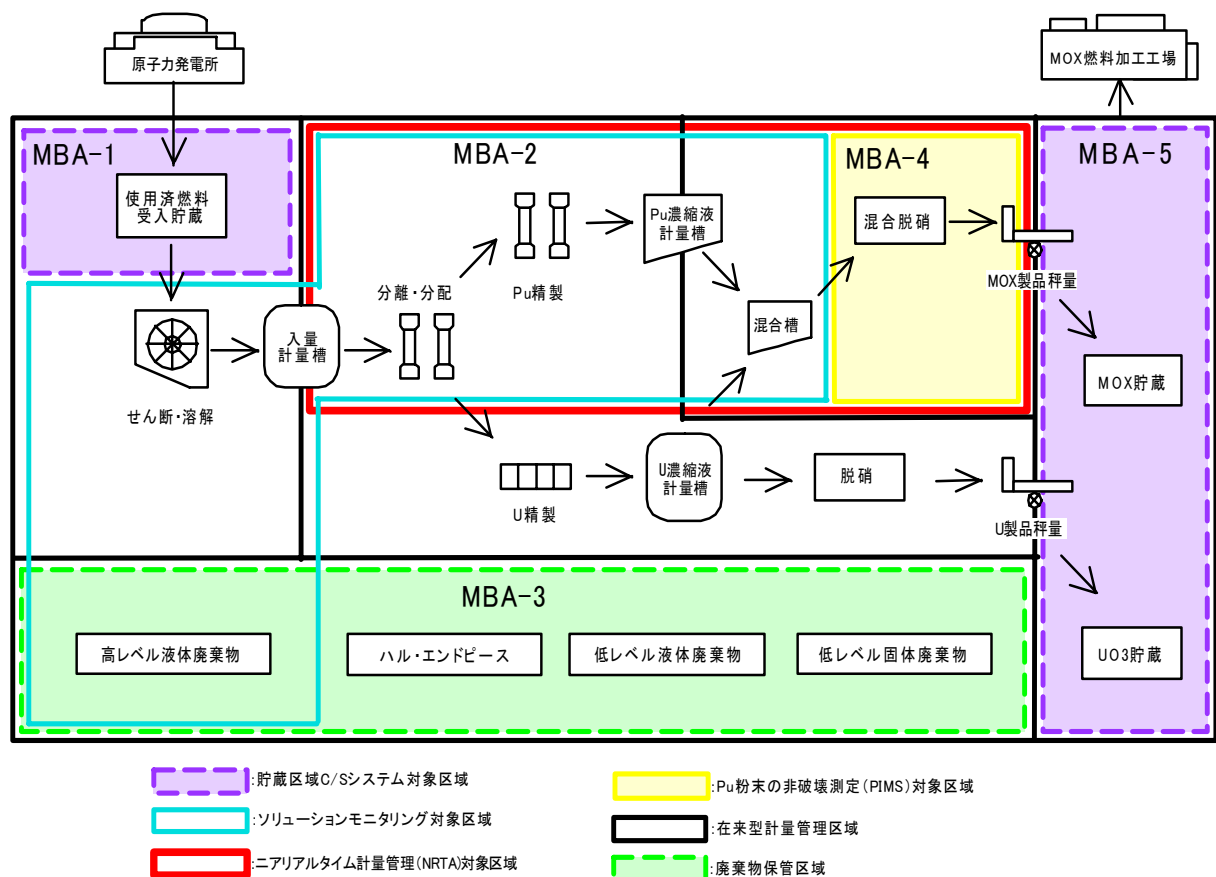 原子力発電所
MOX燃料加工工場
MBA-1
MBA-2
MBA-4
MBA-5
使用済燃料
受入貯蔵
Pu濃縮液
計量槽
混合脱硝
分離・分配
Pu精製
MOX製品秤量
入量
計量槽
混合槽
せん断・溶解
MOX貯蔵
U濃縮液
計量槽
脱硝
U精製
U製品秤量
MBA-3
高レベル液体廃棄物
ハル・エンドピース
低レベル液体廃棄物
低レベル固体廃棄物
UO3貯蔵
:貯蔵区域C/Sシステム対象区域
:Pu粉末の非破壊測定(PIMS)対象区域
:ソリューションモニタリング対象区域
:在来型計量管理区域
:ニアリアルタイム計量管理(NRTA)対象区域
:廃棄物保管区域